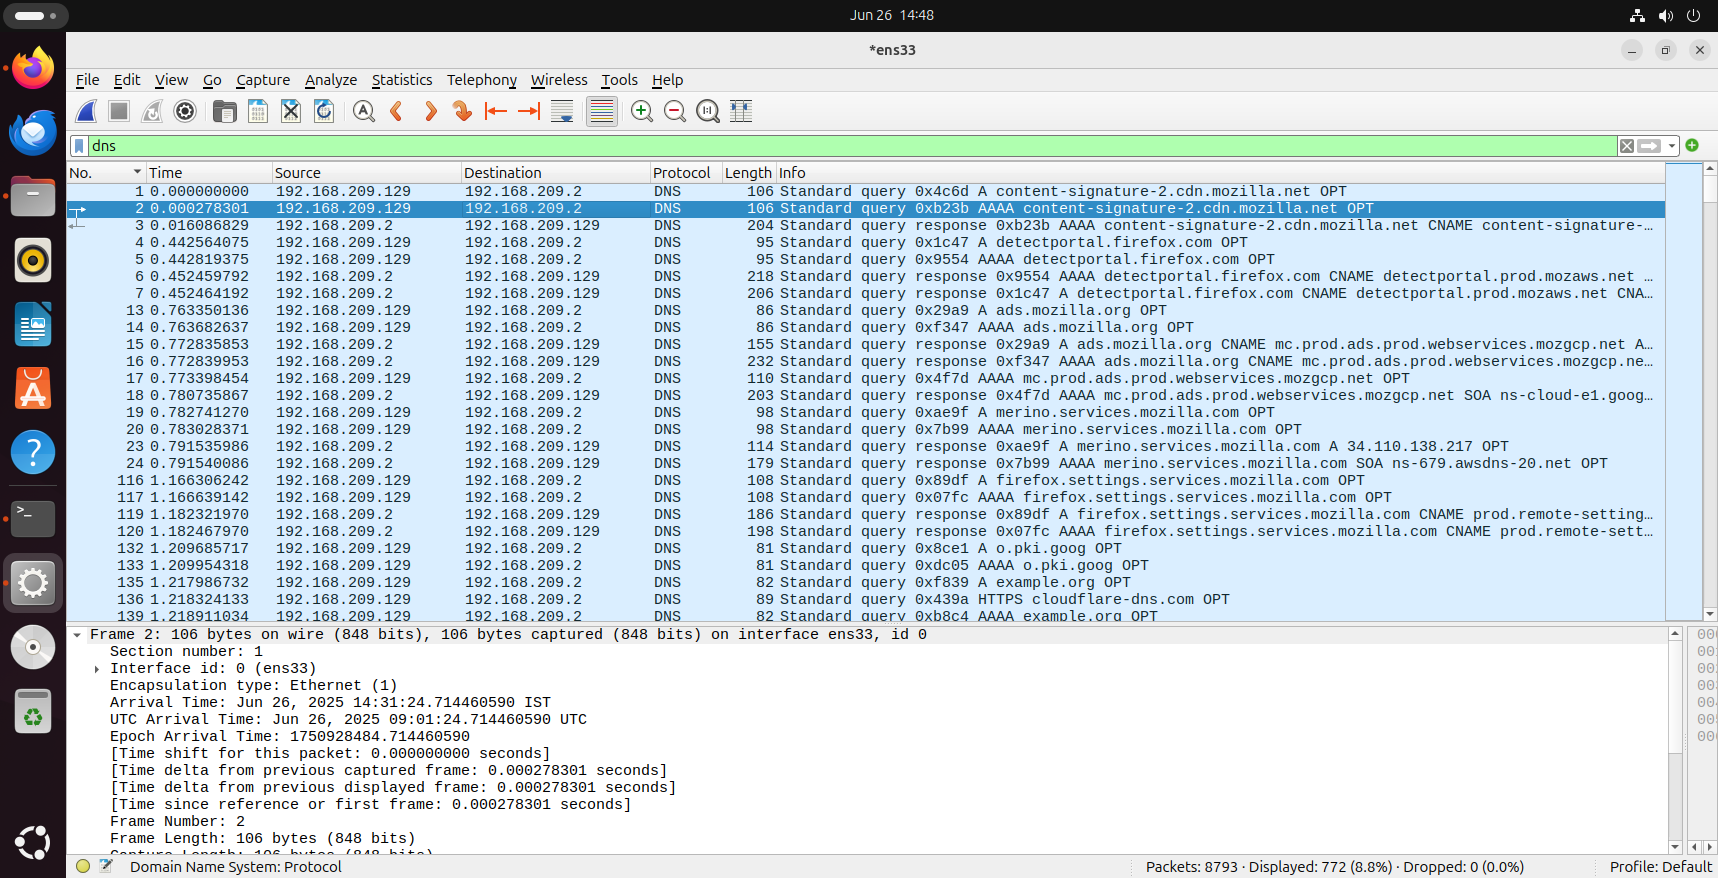 Jun 26 14:48
*ens33
File Edit View Go Capture Analyze Statistics Telephony Wireless Tools Help
dns
No. Time Source Destination Protocol Length Info
1 0.000000000 192.168.209.129 192.168.209.2 DNS 106 Standard query 0x4c6d A content-signature-2.cdn.mozilla.net OPT
2 0.000278301 192.168.209.129 192.168.209.2 DNS 106 Standard query 0xb23b AAAA content-signature-2.cdn.mozilla.net OPT
3 0.016086829 192.168.209.2 192.168.209.129 DNS 204 Standard query response 0xb23b AAAA content-signature-2.cdn.mozilla.net CNAME content-signature-…
4 0.442564075 192.168.209.129 192.168.209.2 DNS 95 Standard query 0x1c47 A detectportal.firefox.com OPT
5 0.442819375 192.168.209.129 192.168.209.2 DNS 95 Standard query 0x9554 AAAA detectportal.firefox.com OPT
6 0.452459792 192.168.209.2 192.168.209.129 DNS 218 Standard query response 0x9554 AAAA detectportal.firefox.com CNAME detectportal.prod.mozaws.net …
7 0.452464192 192.168.209.2 192.168.209.129 DNS 206 Standard query response 0x1c47 A detectportal.firefox.com CNAME detectportal.prod.mozaws.net CNA…
13 0.763350136 192.168.209.129 192.168.209.2 DNS 86 Standard query 0x29a9 A ads.mozilla.org OPT
14 0.763682637 192.168.209.129 192.168.209.2 DNS 86 Standard query 0xf347 AAAA ads.mozilla.org OPT
15 0.772835853 192.168.209.2 192.168.209.129 DNS 155 Standard query response 0x29a9 A ads.mozilla.org CNAME mc.prod.ads.prod.webservices.mozgcp.net A…
16 0.772839953 192.168.209.2 192.168.209.129 DNS 232 Standard query response 0xf347 AAAA ads.mozilla.org CNAME mc.prod.ads.prod.webservices.mozgcp.ne…
17 0.773398454 192.168.209.129 192.168.209.2 DNS 110 Standard query 0x4f7d AAAA mc.prod.ads.prod.webservices.mozgcp.net OPT
18 0.780735867 192.168.209.2 192.168.209.129 DNS 203 Standard query response 0x4f7d AAAA mc.prod.ads.prod.webservices.mozgcp.net SOA ns-cloud-e1.goog…
19 0.782741270 192.168.209.129 192.168.209.2 DNS 98 Standard query 0xae9f A merino.services.mozilla.com OPT
20 0.783028371 192.168.209.129 192.168.209.2 DNS 98 Standard query 0x7b99 AAAA merino.services.mozilla.com OPT
23 0.791535986 192.168.209.2 192.168.209.129 DNS 114 Standard query response 0xae9f A merino.services.mozilla.com A 34.110.138.217 OPT
24 0.791540086 192.168.209.2 192.168.209.129 DNS 179 Standard query response 0x7b99 AAAA merino.services.mozilla.com SOA ns-679.awsdns-20.net OPT
116 1.166306242 192.168.209.129 192.168.209.2 DNS 108 Standard query 0x89df A firefox.settings.services.mozilla.com OPT
117 1.166639142 192.168.209.129 192.168.209.2 DNS 108 Standard query 0x07fc AAAA firefox.settings.services.mozilla.com OPT
119 1.182321970 192.168.209.2 192.168.209.129 DNS 186 Standard query response 0x89df A firefox.settings.services.mozilla.com CNAME prod.remote-setting…
120 1.182467970 192.168.209.2 192.168.209.129 DNS 198 Standard query response 0x07fc AAAA firefox.settings.services.mozilla.com CNAME prod.remote-sett…
132 1.209685717 192.168.209.129 192.168.209.2 DNS 81 Standard query 0x8ce1 A o.pki.goog OPT
133 1.209954318 192.168.209.129 192.168.209.2 DNS 81 Standard query 0xdc05 AAAA o.pki.goog OPT
135 1.217986732 192.168.209.129 192.168.209.2 DNS 82 Standard query 0xf839 A example.org OPT
136 1.218324133 192.168.209.129 192.168.209.2 DNS 89 Standard query 0x439a HTTPS cloudflare-dns.com OPT
139 1.218911034 192.168.209.129 192.168.209.2 DNS 82 Standard query 0xb8c4 AAAA example.org OPT
Frame 2: 106 bytes on wire (848 bits), 106 bytes captured (848 bits) on interface ens33, id 0
Section number: 1
Interface id: 0 (ens33)
Encapsulation type: Ethernet (1)
Arrival Time: Jun 26, 2025 14:31:24.714460590 IST
UTC Arrival Time: Jun 26, 2025 09:01:24.714460590 UTC
Epoch Arrival Time: 1750928484.714460590
[Time shift for this packet: 0.000000000 seconds]
[Time delta from previous captured frame: 0.000278301 seconds]
[Time delta from previous displayed frame: 0.000278301 seconds]
[Time since reference or first frame: 0.000278301 seconds]
Frame Number: 2
Frame Length: 106 bytes (848 bits)
Capture Length: 106 bytes (848 bits)
Domain Name System: Protocol
Packets: 8793 · Displayed: 772 (8.8%) · Dropped: 0 (0.0%)
Profile: Default